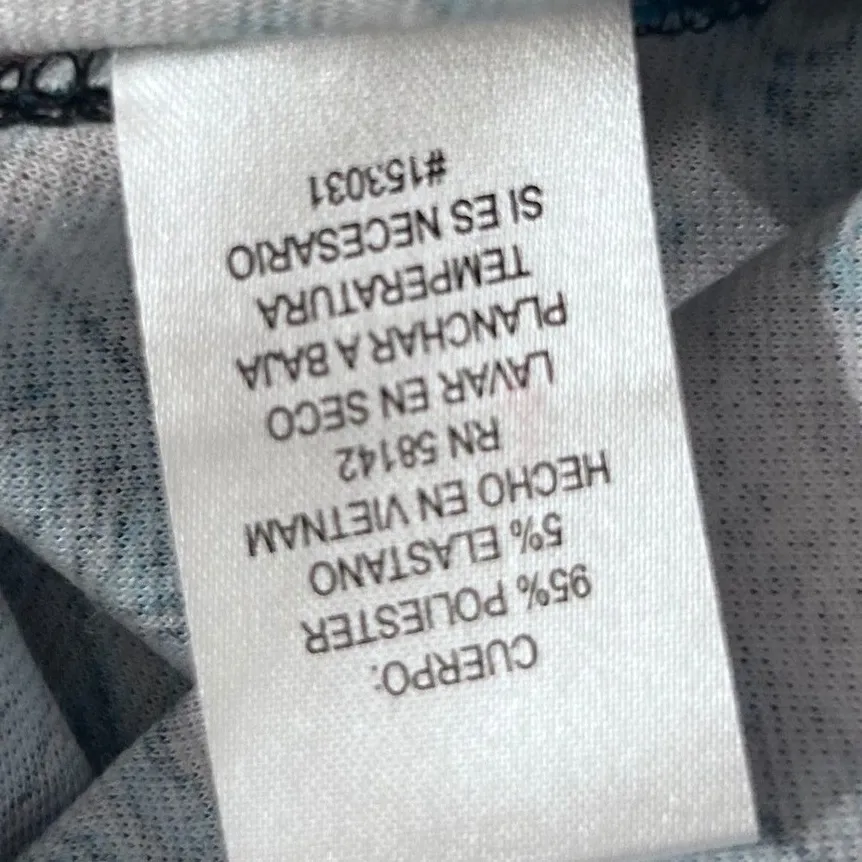 CUERPO:
95% POLIESTER
5% ELASTANO
HECHO EN VIETNAM
RN 58142
LAVAR EN SECO
PLANCHAR A BAJA
TEMPERATURA
SI ES NECESARIO
#153031